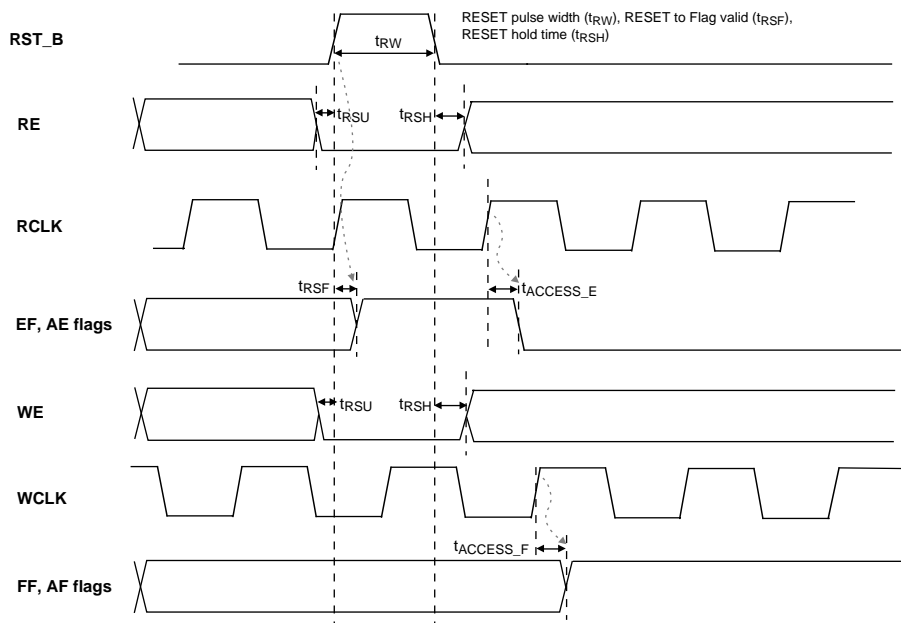 RESET pulse width (tRW), RESET to Flag valid (tRSF),
RESET hold time (tRSH)
RST_B
tRW
RE
tRSU
tRSH
RCLK
tRSF
tACCESS_E
EF, AE flags
WE
tRSU
tRSH
WCLK
tACCESS_F
FF, AF flags